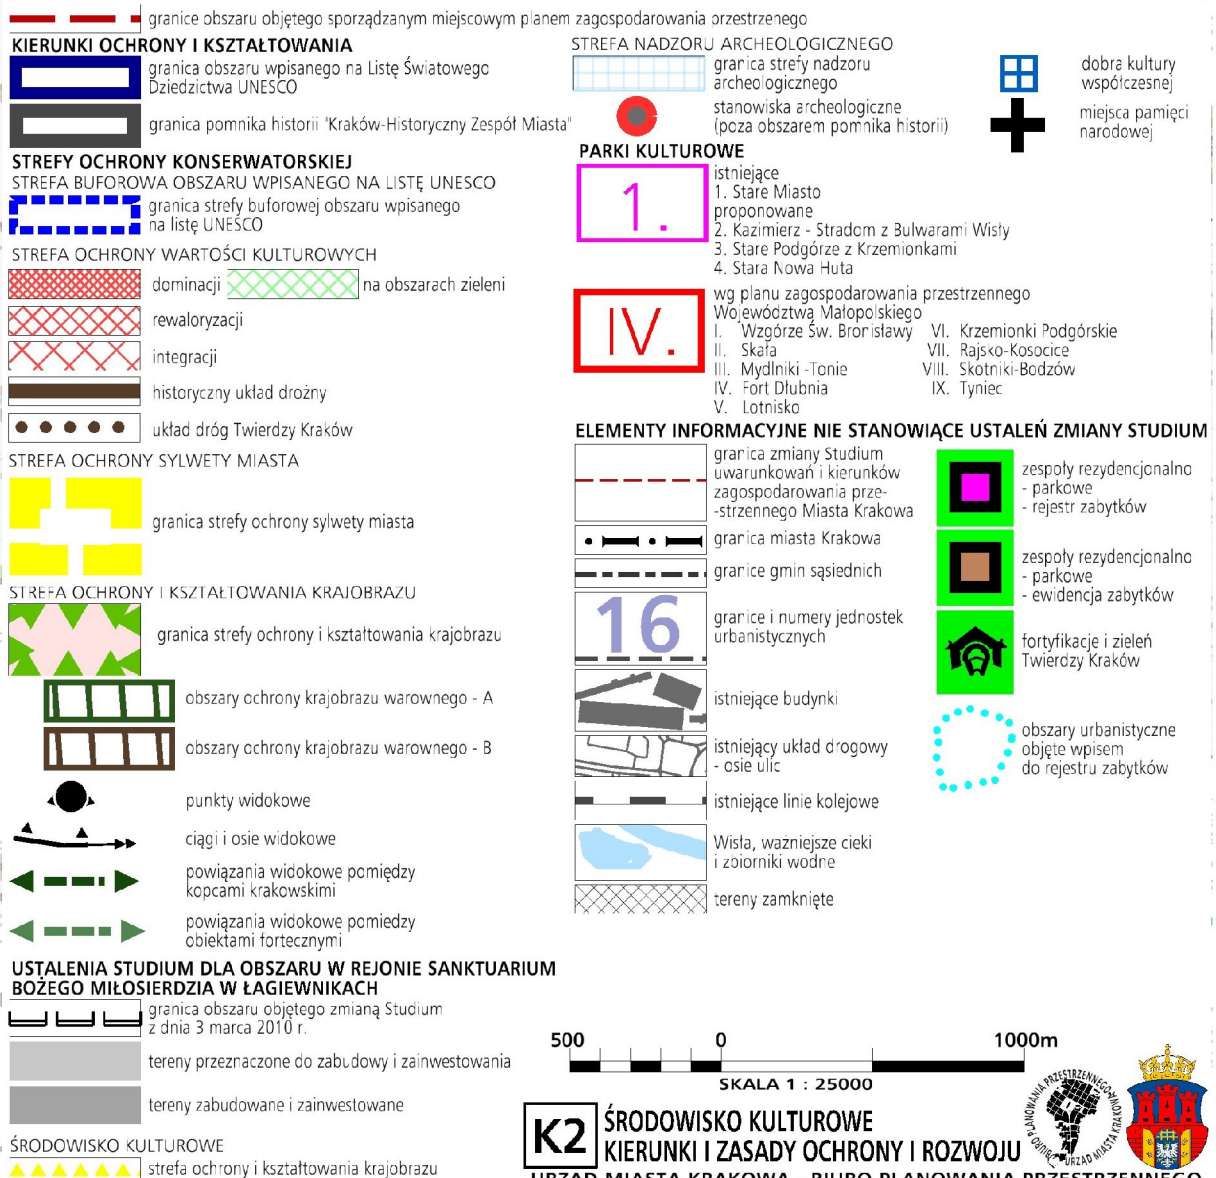 granice obszaru objętego sporządzanym miejscowym planem zagospodarowania przestrzenego
KIERUNKI OCHRONY I KSZTAŁTOWANIA
granica obszaru wpisanego na Listę Światowego
Dziedzictwa UNESCO
granica pomnika historii "Kraków-Historyczny Zespół Miasta"
STREFY OCHRONY KONSERWATORSKIEJ
STREFA BUFOROWA OBSZARU WPISANEGO NA LISTĘ UNESCO
granica strefy buforowej obszaru wpisanego
na listę UNESCO
STREFA OCHRONY WARTOŚCI KULTUROWYCH
dominacji
na obszarach zieleni
rewaloryzacji
integracji
historyczny układ drożny
układ dróg Twierdzy Kraków
STREFA OCHRONY SYLWETY MIASTA
granica strefy ochrony sylwety miasta
STREFA OCHRONY I KSZTAŁTOWANIA KRAJOBRAZU
granica strefy ochrony i kształtowania krajobrazu
obszary ochrony krajobrazu warownego - A
obszary ochrony krajobrazu warownego - B
punkty widokowe
ciągi i osie widokowe
powiązania widokowe pomiędzy
kopcami krakowskimi
powiązania widokowe pomiedzy
obiektami fortecznymi
USTALENIA STUDIUM DLA OBSZARU W REJONIE SANKTUARIUM
BOŻEGO MIŁOSIERDZIA W ŁAGIEWNIKACH
granica obszaru objętego zmianą Studium
z dnia 3 marca 2010 r.
tereny przeznaczone do zabudowy i zainwestowania
tereny zabudowane i zainwestowane
ŚRODOWISKO KULTUROWE
strefa ochrony i kształtowania krajobrazu
STREFA NADZORU ARCHEOLOGICZNEGO
granica strefy nadzoru
archeologicznego
stanowiska archeologiczne
(poza obszarem pomnika historii)
dobra kultury
współczesnej
miejsca pamięci
narodowej
PARKI KULTUROWE
1.
istniejące
1. Stare Miasto
proponowane
2. Kazimierz - Stradom z Bulwarami Wisły
3. Stare Podgórze z Krzemionkami
4. Stara Nowa Huta
IV.
wg planu zagospodarowania przestrzennego
Województwa Małopolskiego
I. Wzgórze Św. Bronisławy VI. Krzemionki Podgórskie
II. Skała VII. Rajsko-Kosocice
III. Mydlniki -Tonie VIII. Skotniki-Bodzów
IV. Fort Dłubnia IX. Tyniec
V. Lotnisko
ELEMENTY INFORMACYJNE NIE STANOWIĄCE USTALEŃ ZMIANY STUDIUM
granica zmiany Studium
uwarunkowań i kierunków
zagospodarowania prze-
-strzennego Miasta Krakowa
granica miasta Krakowa
granice gmin sąsiednich
16
granice i numery jednostek
urbanistycznych
istniejące budynki
istniejący układ drogowy
- osie ulic
istniejące linie kolejowe
Wisła, ważniejsze cieki
i zbiorniki wodne
tereny zamknięte
zespoły rezydencjonalno
- parkowe
- rejestr zabytków
zespoły rezydencjonalno
- parkowe
- ewidencja zabytków
fortyfikacje i zieleń
Twierdzy Kraków
obszary urbanistyczne
objęte wpisem
do rejestru zabytków
500 0 1000m
SKALA 1 : 25000
K2
ŚRODOWISKO KULTUROWE
KIERUNKI I ZASADY OCHRONY I ROZWOJU
BIURO PLANOWANIA PRZESTRZENNEGO
URZĄD MIASTA KRAKOWA
URZĄD MIASTA KRAKOWA - BIURO PLANOWANIA PRZESTRZENNEGO